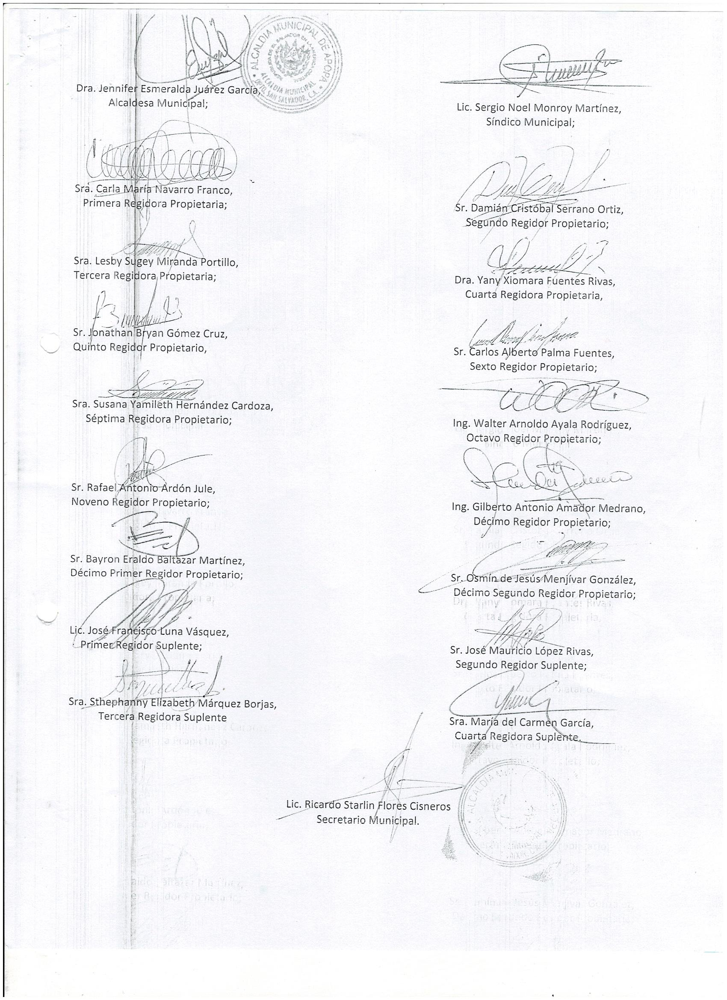 ALCALDIA MUNICIPAL DE APOPA
ALCALDIA MUNICIPAL
DPTO. SAN SALVADOR, C.A.
Dra. Jennifer Esmeralda Juárez García,
Alcaldesa Municipal;
Lic. Sergio Noel Monroy Martínez,
Síndico Municipal;
Sra. Carla María Navarro Franco,
Primera Regidora Propietaria;
Sr. Damián Cristóbal Serrano Ortiz,
Segundo Regidor Propietario;
Sra. Lesby Sugey Miranda Portillo,
Tercera Regidora Propietaria;
Dra. Yany Xiomara Fuentes Rivas,
Cuarta Regidora Propietaria,
Sr. Jonathan Bryan Gómez Cruz,
Quinto Regidor Propietario,
Sr. Carlos Alberto Palma Fuentes,
Sexto Regidor Propietario;
Sra. Susana Yamileth Hernández Cardoza,
Séptima Regidora Propietario;
Ing. Walter Arnoldo Ayala Rodríguez,
Octavo Regidor Propietario;
Sr. Rafael Antonio Ardón Jule,
Noveno Regidor Propietario;
Ing. Gilberto Antonio Amador Medrano,
Décimo Regidor Propietario;
Sr. Bayron Eraldo Baltazar Martínez,
Décimo Primer Regidor Propietario;
Sr. Osmín de Jesús Menjívar González,
Décimo Segundo Regidor Propietario;
Lic. José Francisco Luna Vásquez,
Primer Regidor Suplente;
Sr. José Mauricio López Rivas,
Segundo Regidor Suplente;
Sra. Sthephanny Elizabeth Márquez Borjas,
Tercera Regidora Suplente
Sra. María del Carmen García,
Cuarta Regidora Suplente.
Lic. Ricardo Starlin Flores Cisneros
Secretario Municipal.
ALCALDIA